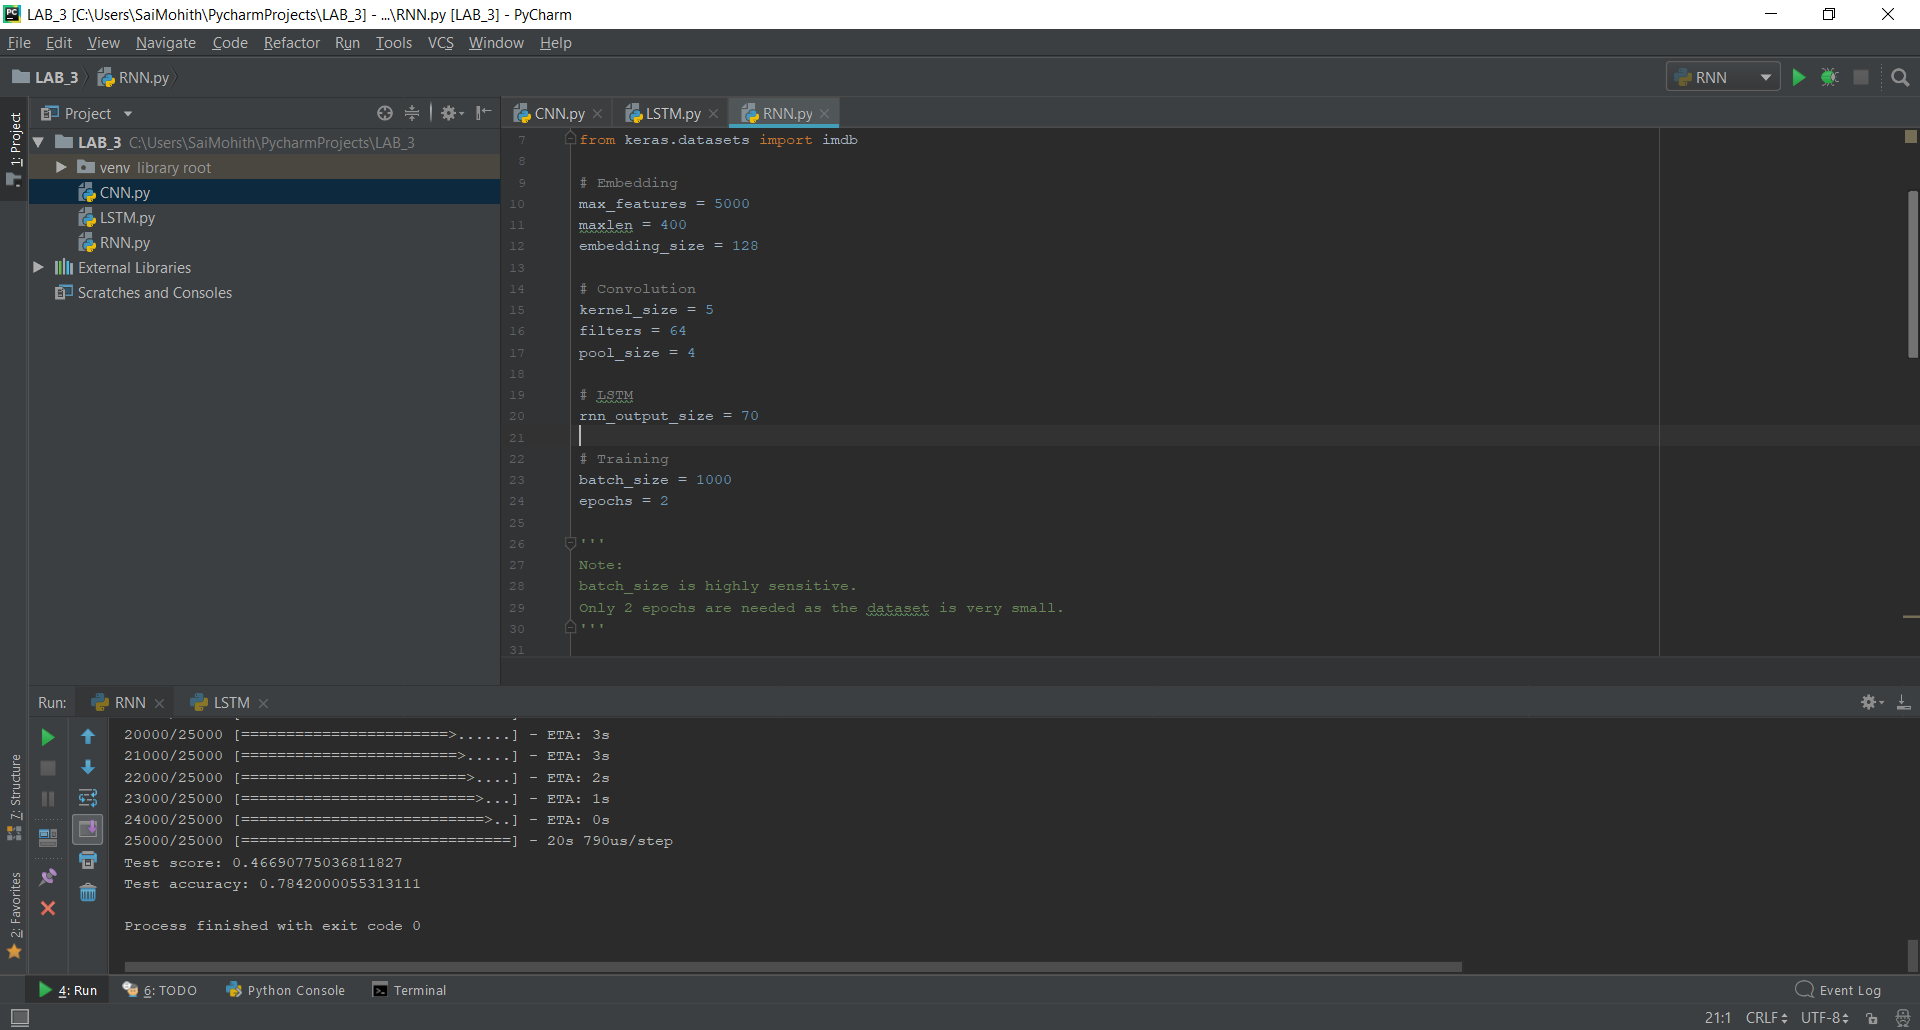 LAB_3 [C:\Users\SaiMohith\PycharmProjects\LAB_3] - ...\RNN.py [LAB_3] - PyCharm
File Edit View Navigate Code Refactor Run Tools VCS Window Help
LAB_3 RNN.py
RNN
1: Project
Project
LAB_3 C:\Users\SaiMohith\PycharmProjects\LAB_3
venv library root
CNN.py
LSTM.py
RNN.py
External Libraries
Scratches and Consoles
CNN.py LSTM.py RNN.py
7 from keras.datasets import imdb
8
9 # Embedding
10 max_features = 5000
11 maxlen = 400
12 embedding_size = 128
13
14 # Convolution
15 kernel_size = 5
16 filters = 64
17 pool_size = 4
18
19 # LSTM
20 rnn_output_size = 70
21
22 # Training
23 batch_size = 1000
24 epochs = 2
25
26 '''
27 Note:
28 batch_size is highly sensitive.
29 Only 2 epochs are needed as the dataset is very small.
30 '''
31
Run: RNN LSTM
7: Structure
2: Favorites
20000/25000 [=======================>......] - ETA: 3s
21000/25000 [========================>.....] - ETA: 3s
22000/25000 [=========================>....] - ETA: 2s
23000/25000 [==========================>...] - ETA: 1s
24000/25000 [===========================>..] - ETA: 0s
25000/25000 [==============================] - 20s 790us/step
Test score: 0.46690775036811827
Test accuracy: 0.7842000055313111
Process finished with exit code 0
4: Run 6: TODO Python Console Terminal Event Log
21:1 CRLF UTF-8